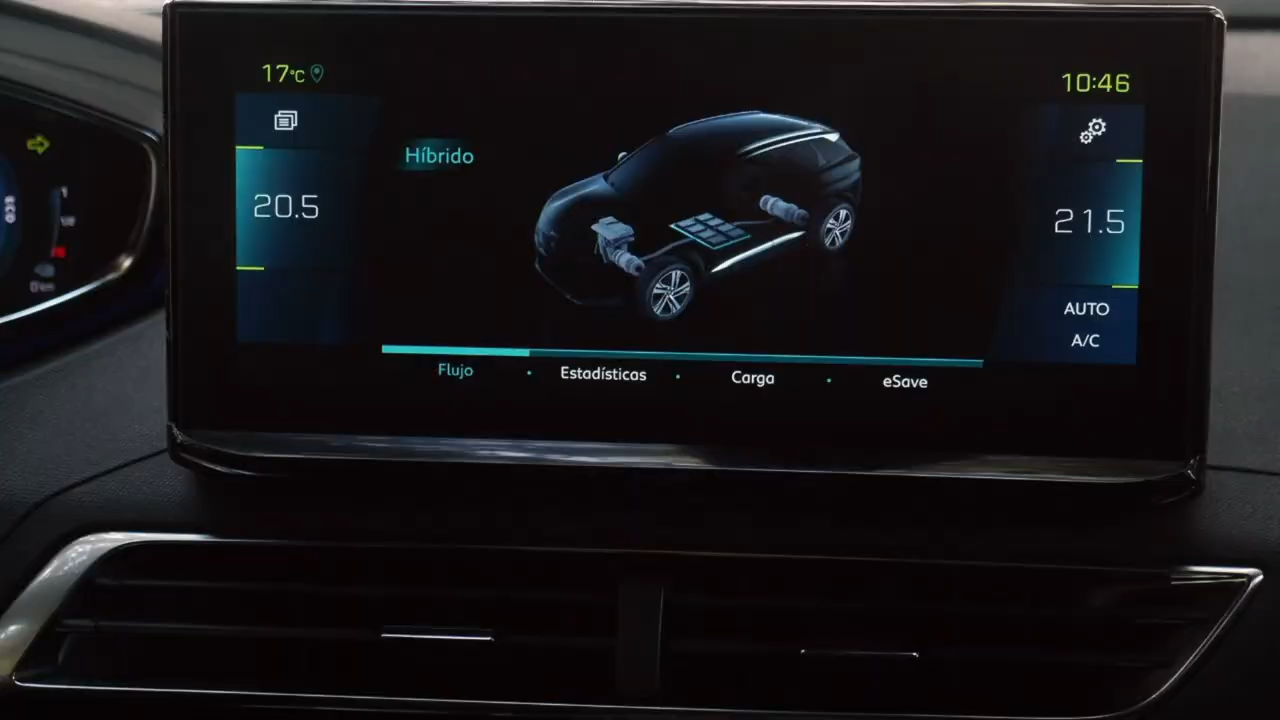 17°C
10:46
Híbrido
20.5
21.5
AUTO
A/C
Flujo · Estadísticas · Carga · eSave